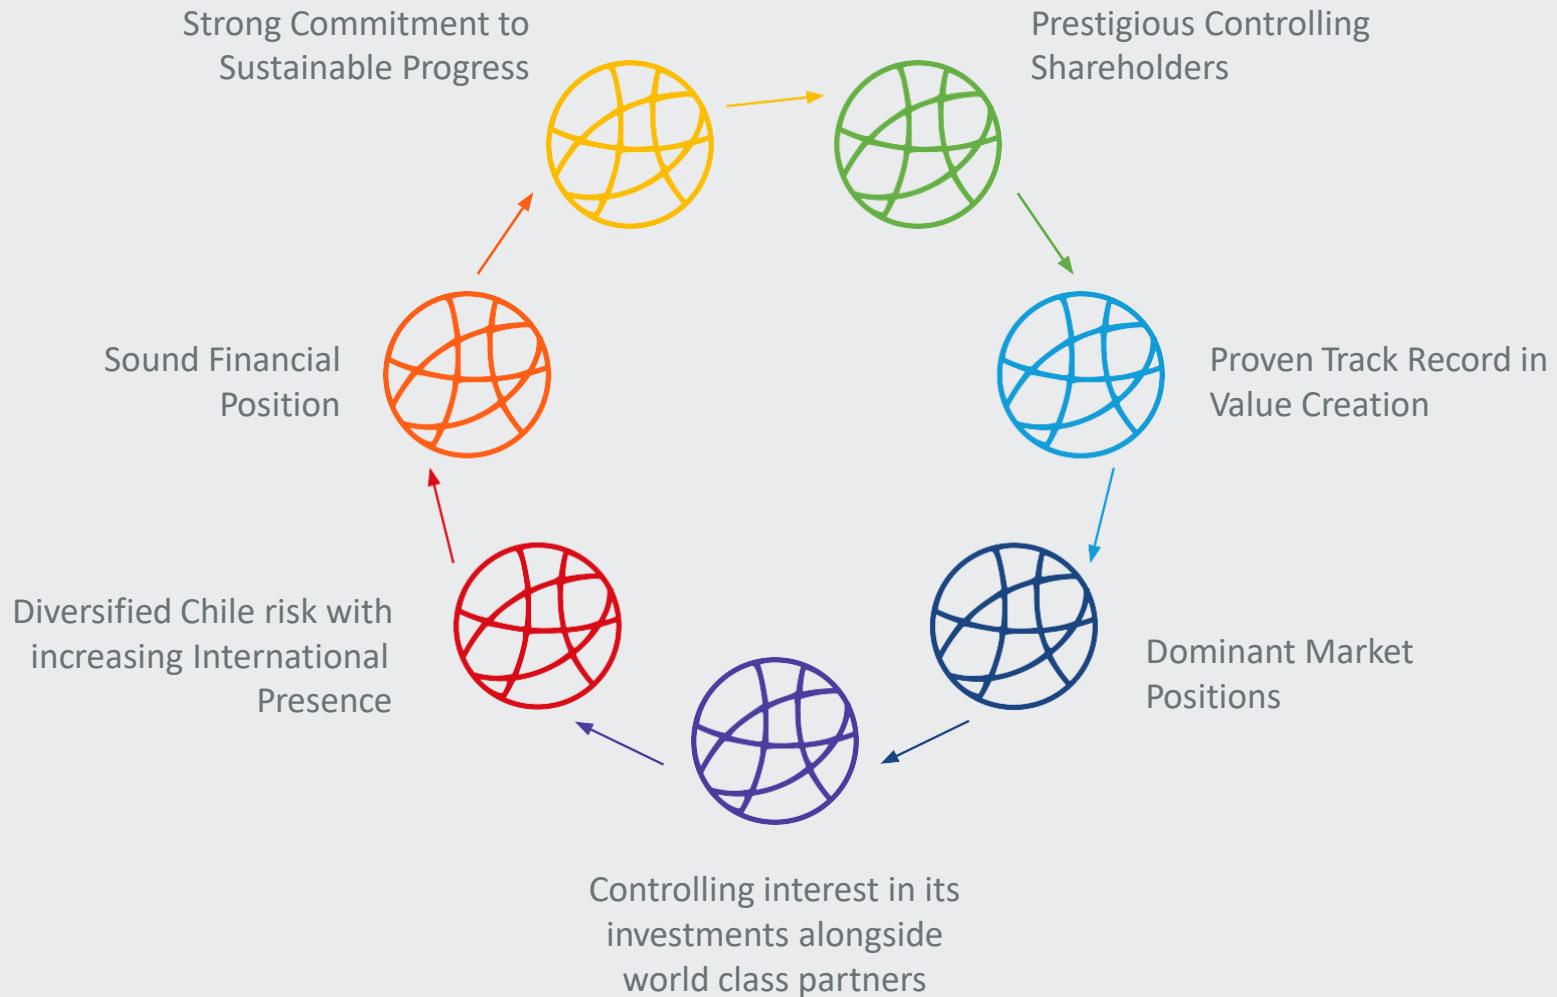 Strong Commitment to
Sustainable Progress
Prestigious Controlling
Shareholders
Proven Track Record in
Value Creation
Dominant Market
Positions
Controlling interest in its
investments alongside
world class partners
Diversified Chile risk with
increasing International
Presence
Sound Financial
Position